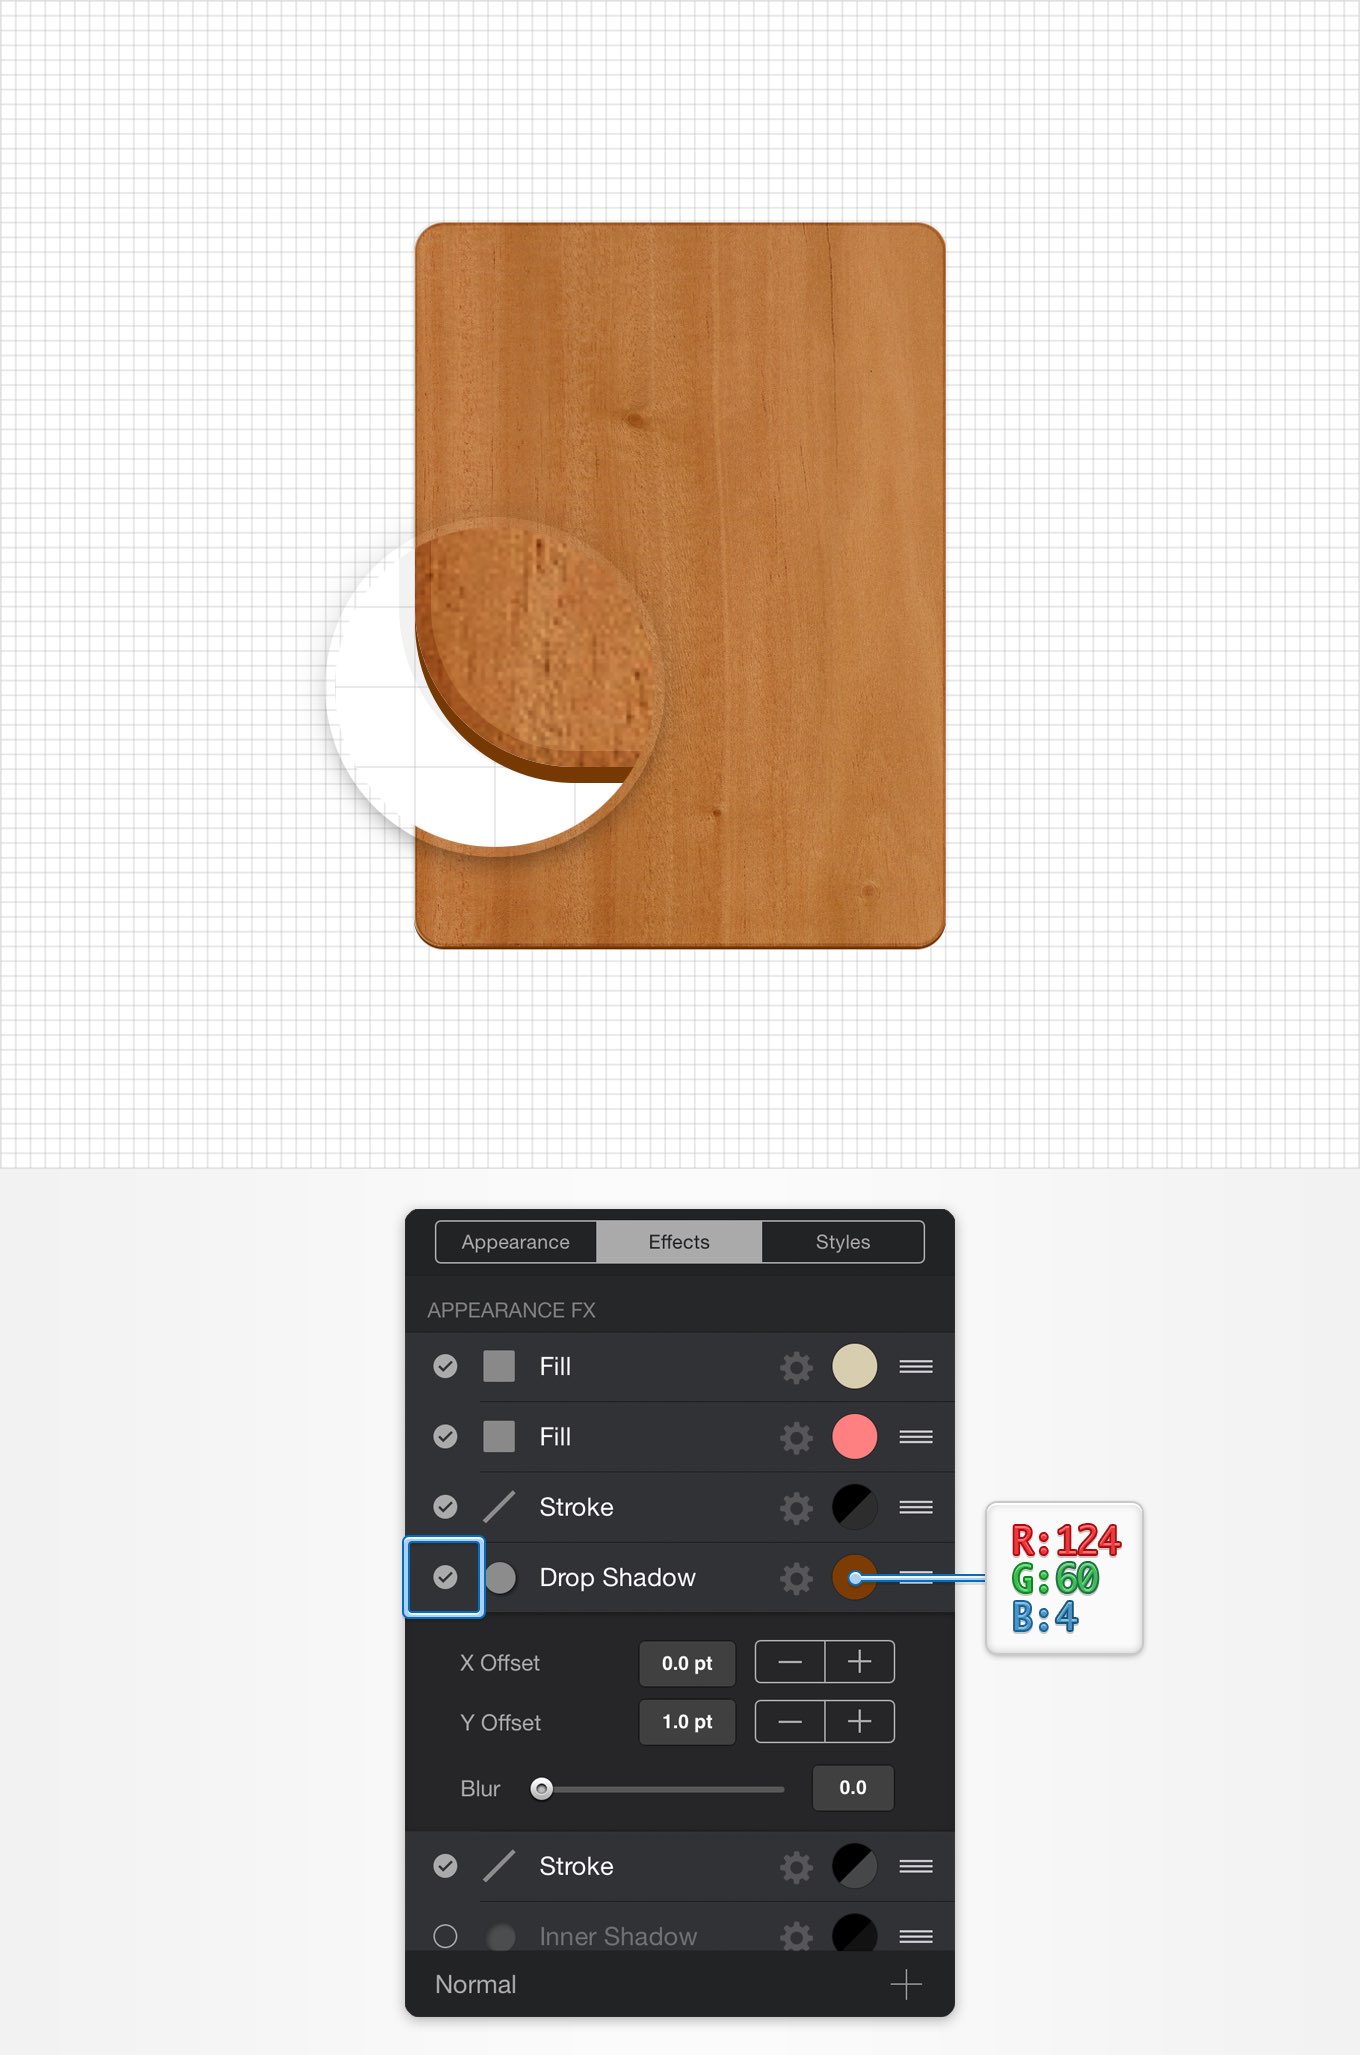 Appearance Effects Styles
APPEARANCE FX
Fill
Fill
Stroke
Drop Shadow
R:124
G:60
B:4
X Offset 0.0 pt
Y Offset 1.0 pt
Blur 0.0
Stroke
Inner Shadow
Normal